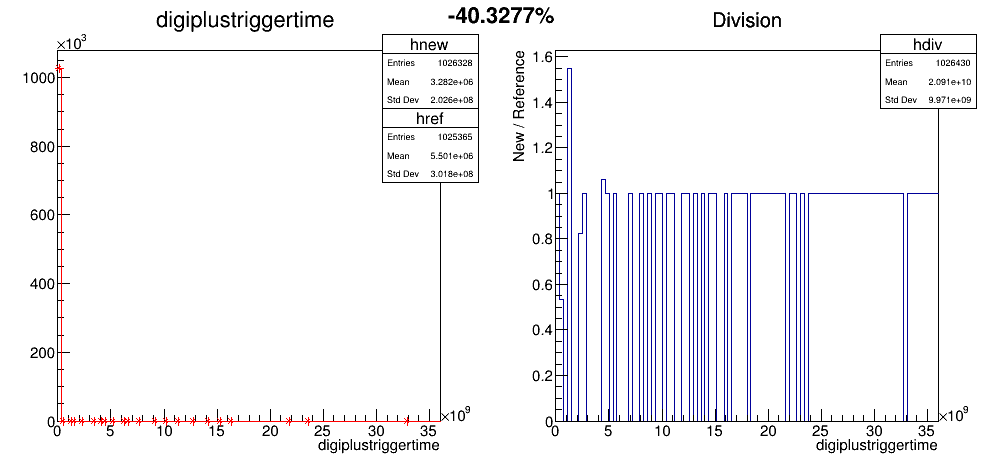 digiplustriggertime
-40.3277%
Division
×10³
hnew
Entries 1026328
Mean 3.282e+06
Std Dev 2.026e+08
href
Entries 1025365
Mean 5.501e+06
Std Dev 3.018e+08
1000
800
600
400
200
0
0 5 10 15 20 25 30 35
×10⁹
digiplustriggertime
hdiv
Entries 1026430
Mean 2.091e+10
Std Dev 9.971e+09
New / Reference
1.6
1.4
1.2
1
0.8
0.6
0.4
0.2
0
0 5 10 15 20 25 30 35
×10⁹
digiplustriggertime